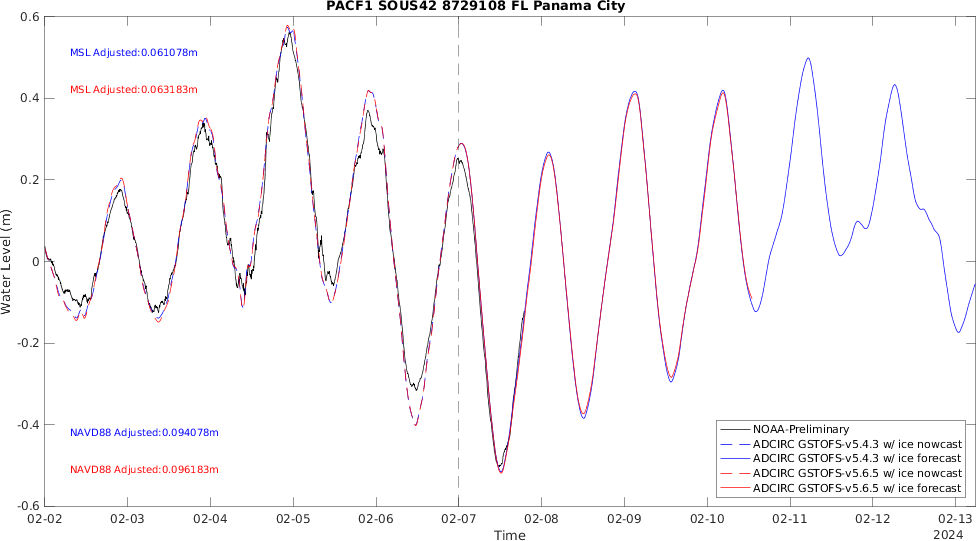 PACF1 SOUS42 8729108 FL Panama City
0.6
MSL Adjusted:0.061078m
MSL Adjusted:0.063183m
0.4
0.2
0
-0.2
-0.4
-0.6
Water Level (m)
NAVD88 Adjusted:0.094078m
NAVD88 Adjusted:0.096183m
NOAA-Preliminary
ADCIRC GSTOFS-v5.4.3 w/ ice nowcast
ADCIRC GSTOFS-v5.4.3 w/ ice forecast
ADCIRC GSTOFS-v5.6.5 w/ ice nowcast
ADCIRC GSTOFS-v5.6.5 w/ ice forecast
02-02 02-03 02-04 02-05 02-06 02-07 02-08 02-09 02-10 02-11 02-12 02-13
Time
2024